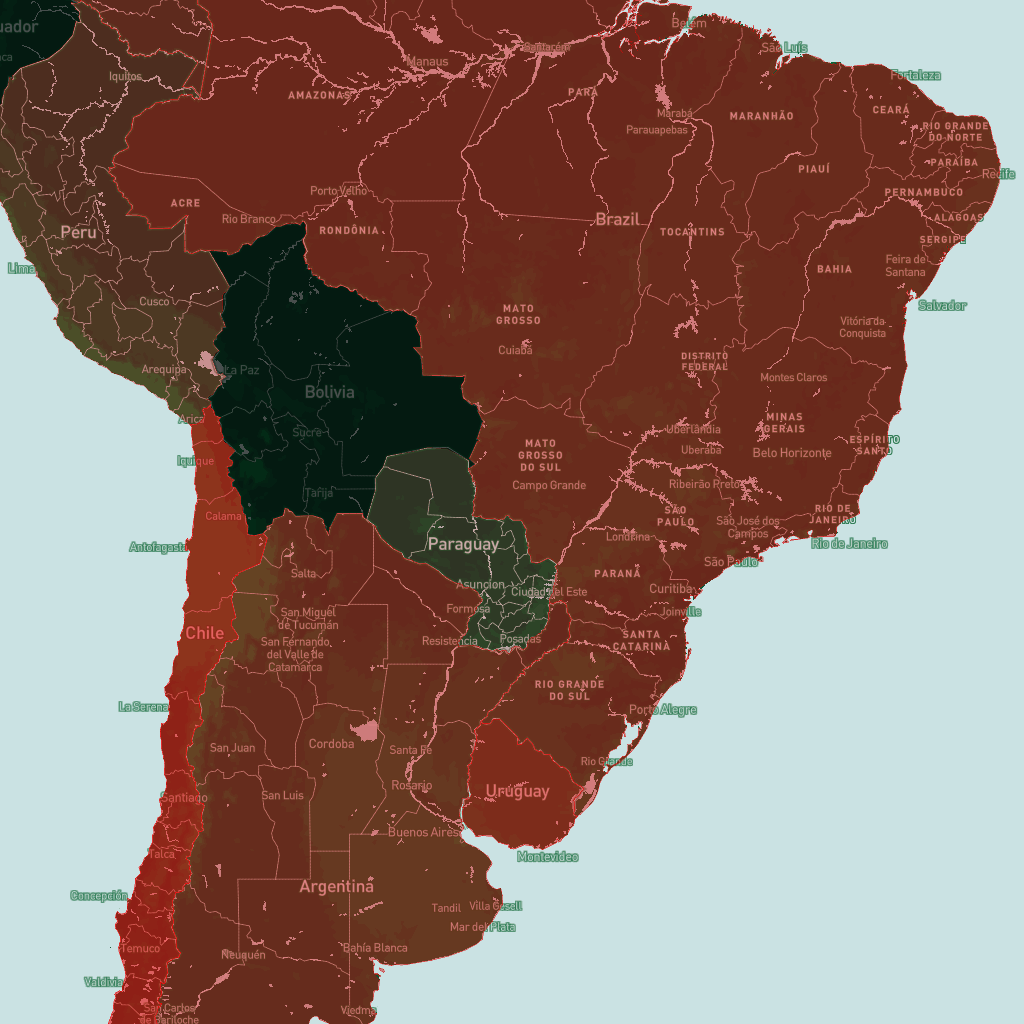 uador
Belém
São Luís
Santarém
Manaus
Iquitos
Fortaleza
AMAZONAS
PARÁ
CEARÁ
Marabá
MARANHÃO
Parauapebas
RIO GRANDE
DO NORTE
PARAÍBA
PIAUÍ
Recife
Porto Velho
PERNAMBUCO
ACRE
Rio Branco
Brazil
ALAGOAS
RONDÔNIA
TOCANTINS
Peru
SERGIPE
Lima
Feira de
Santana
BAHIA
Cusco
Salvador
MATO
GROSSO
Vitória da
Conquista
Cuiabá
DISTRITO
FEDERAL
Arequipa
La Paz
Montes Claros
Bolivia
Arica
MINAS
GERAIS
Sucre
Uberlândia
ESPÍRITO
SANTO
MATO
GROSSO
DO SUL
Uberaba
Belo Horizonte
Iquique
Campo Grande
Ribeirão Preto
Tarija
Calama
SÃO
PAULO
RIO DE
JANEIRO
São José dos
Campos
Londrina
Antofagasta
Paraguay
Rio de Janeiro
São Paulo
Salta
PARANÁ
Asuncion
Ciudad del Este
Curitiba
Formosa
San Miguel
de Tucumán
Joinville
Chile
Resistencia
Posadas
SANTA
CATARINA
San Fernando
del Valle de
Catamarca
RIO GRANDE
DO SUL
La Serena
Porto Alegre
San Juan
Cordoba
Santa Fe
Rio Grande
Rosario
Uruguay
Santiago
San Luis
Buenos Aires
Talca
Montevideo
Argentina
Concepción
Tandil
Villa Gesell
Mar del Plata
Temuco
Bahía Blanca
Neuquén
Valdivia
San Carlos
de Bariloche
Viedma